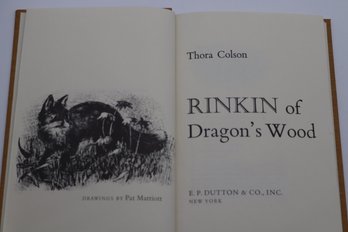 DRAWINGS BY Pat Marriott
Thora Colson
RINKIN of
Dragon's Wood
E. P. DUTTON & CO., INC.
NEW YORK